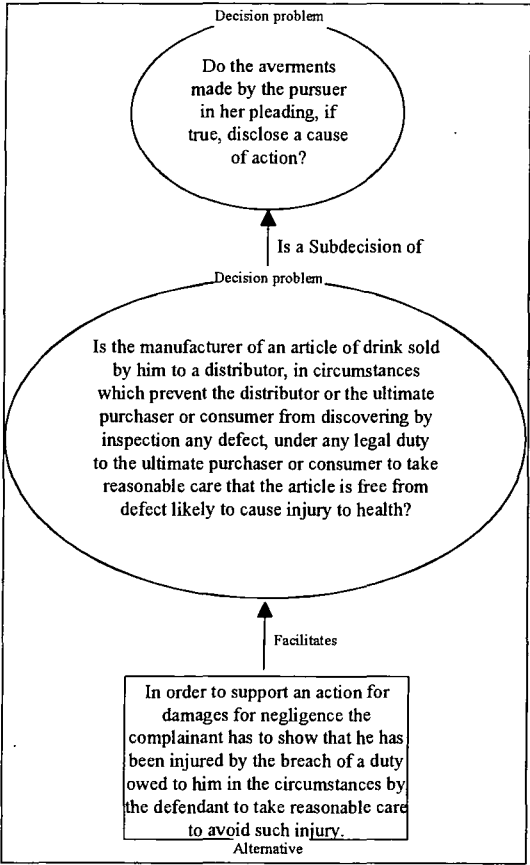 Decision problem
Do the averments
made by the pursuer
in her pleading, if
true, disclose a cause
of action?
Is a Subdecision of
Decision problem
Is the manufacturer of an article of drink sold
by him to a distributor, in circumstances
which prevent the distributor or the ultimate
purchaser or consumer from discovering by
inspection any defect, under any legal duty
to the ultimate purchaser or consumer to take
reasonable care that the article is free from
defect likely to cause injury to health?
Facilitates
In order to support an action for
damages for negligence the
complainant has to show that he has
been injured by the breach of a duty
owed to him in the circumstances by
the defendant to take reasonable care
to avoid such injury.
Alternative